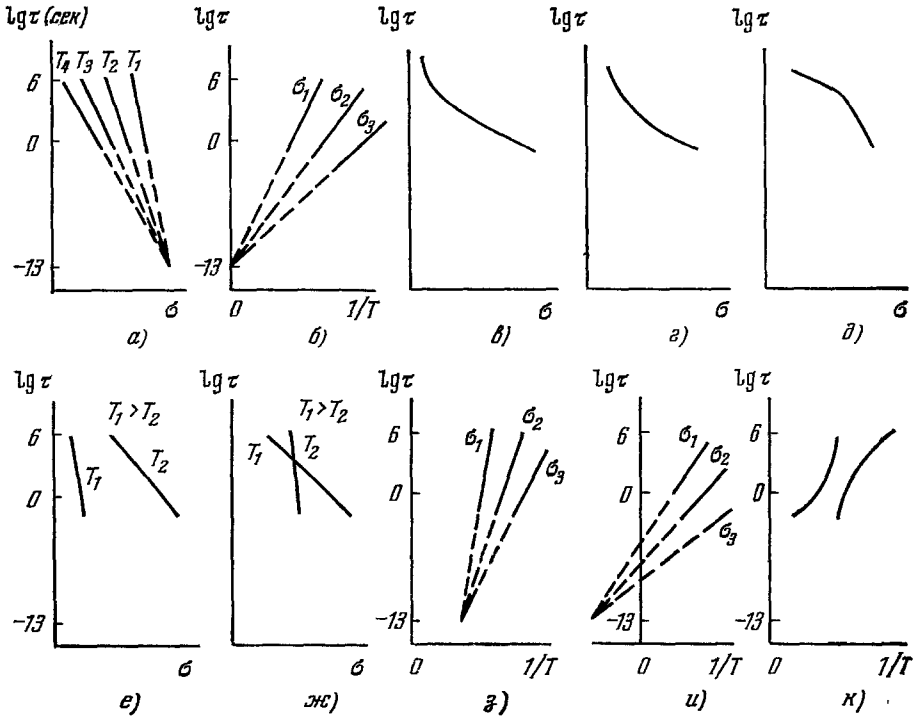 lg τ (сек)
lg τ
lg τ
lg τ
lg τ
T₄ T₃ T₂ T₁
6
0
−13
σ
а)
6
0
−13
σ₁
σ₂
σ₃
0
1/T
б)
σ
в)
σ
г)
σ
д)
lg τ
lg τ
lg τ
lg τ
lg τ
T₁ > T₂
6
T₁
T₂
0
−13
σ
е)
T₁ > T₂
T₁
T₂
σ
ж)
6
0
−13
σ₁
σ₂
σ₃
0
1/T
з)
6
0
−13
σ₁
σ₂
σ₃
0
1/T
и)
6
0
−13
0
1/T
к)